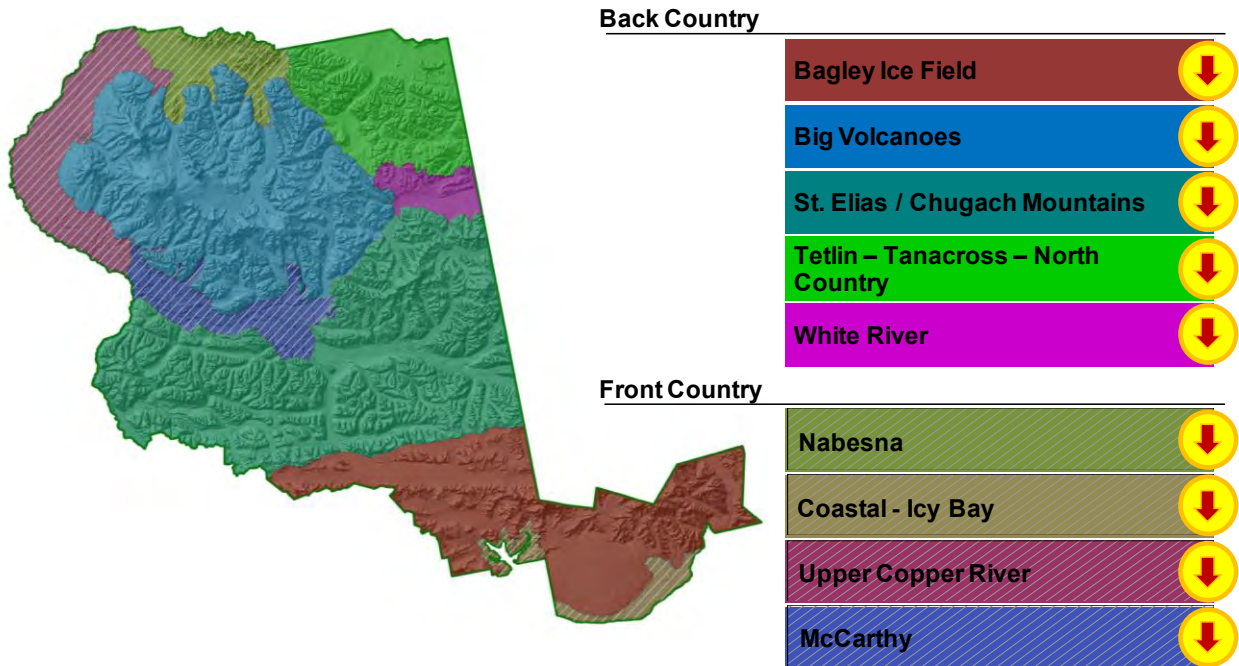 Back Country
Bagley Ice Field
Big Volcanoes
St. Elias / Chugach Mountains
Tetlin – Tanacross – North
Country
White River
Front Country
Nabesna
Coastal - Icy Bay
Upper Copper River
McCarthy